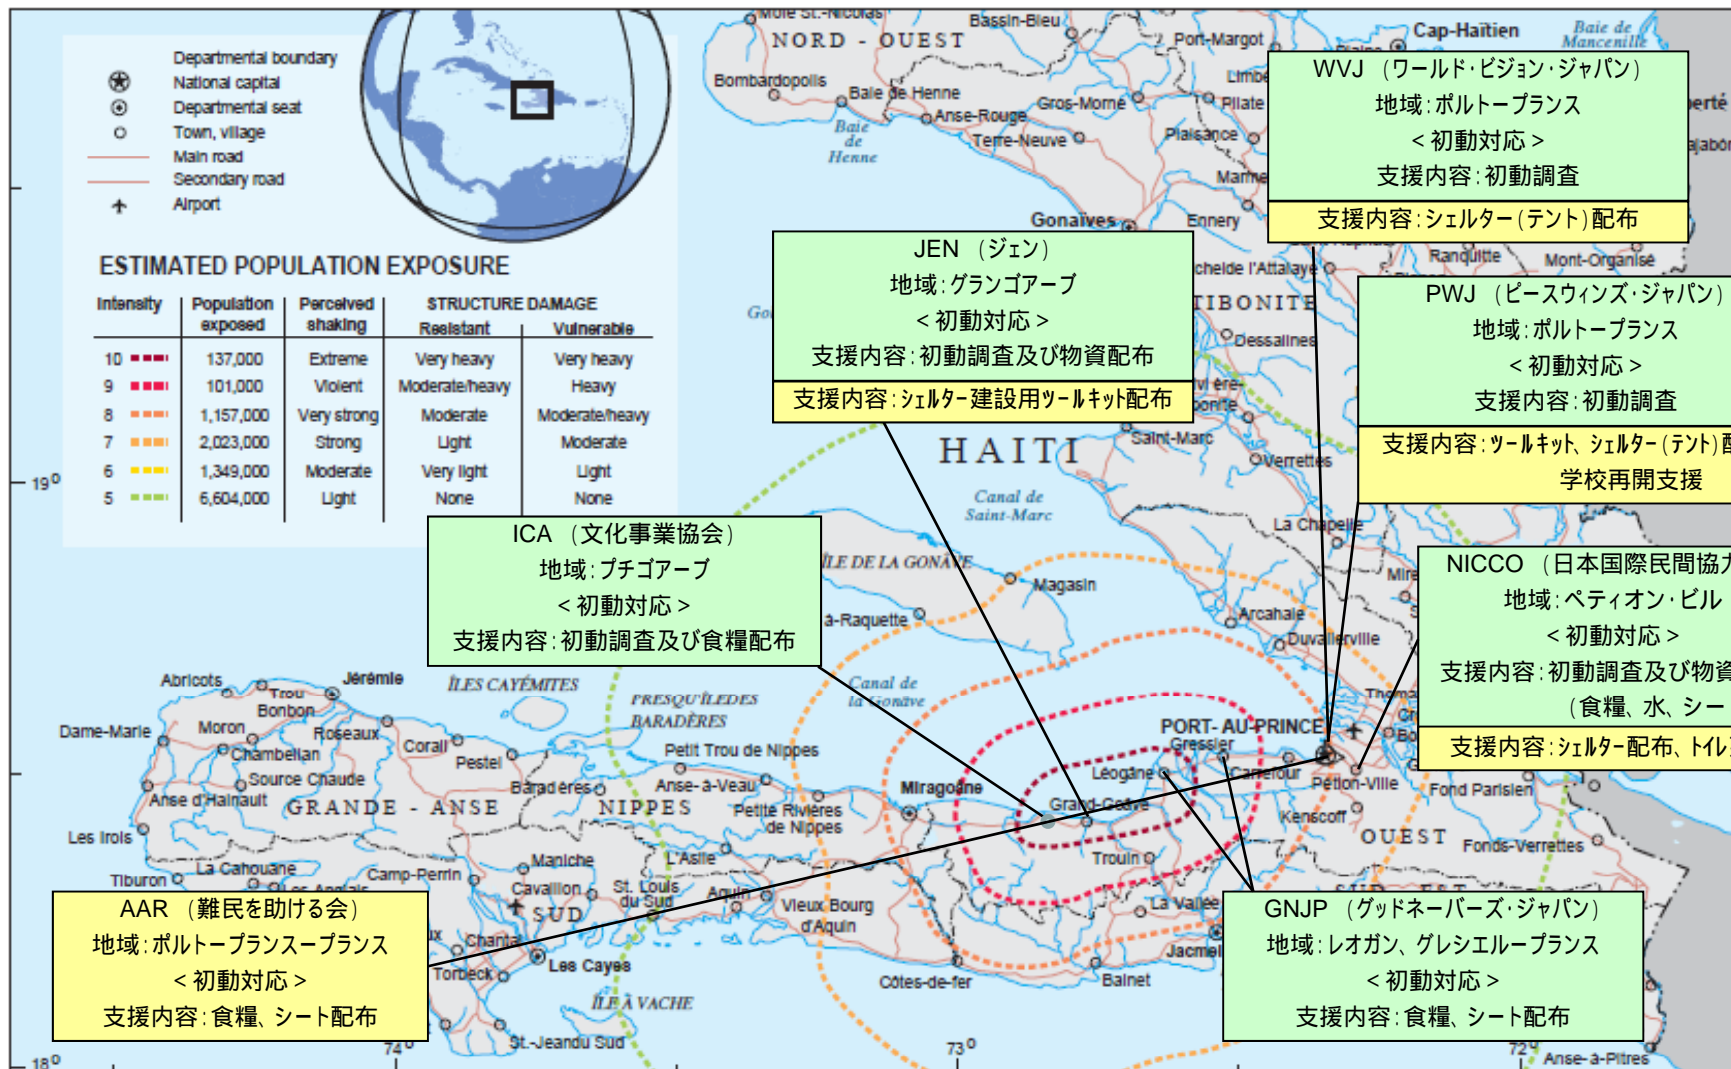 Departmental boundary
National capital
Departmental seat
Town, village
Main road
Secondary road
Airport
ESTIMATED POPULATION EXPOSURE
Intensity Population exposed Perceived shaking STRUCTURE DAMAGE
Resistant Vulnerable
10 137,000 Extreme Very heavy Very heavy
9 101,000 Violent Moderate/heavy Heavy
8 1,157,000 Very strong Moderate Moderate/heavy
7 2,023,000 Strong Light Moderate
6 1,349,000 Moderate Very light Light
5 6,604,000 Light None None
Mole St.-Nicolas
Bassin-Bleu
NORD - OUEST
Port-Margot
Cap-Haïtien
Baie de
Mancenille
Bombardopolis
Baie de Henne
Gros-Morne
Pilate
Anse-Rouge
Baie
de
Henne
Terre-Neuve
Plaisance
Gonaïves
Ennery
Ranquitte
Mont-Organisé
WVJ (ワールド・ビジョン・ジャパン)
地域:ポルトープランス
<初動対応>
支援内容:初動調査
支援内容:シェルター(テント)配布
JEN (ジェン)
地域:グランゴアーブ
<初動対応>
支援内容:初動調査及び物資配布
支援内容:シェルター建設用ツールキット配布
PWJ (ピースウィンズ・ジャパン)
地域:ポルトープランス
<初動対応>
支援内容:初動調査
支援内容:ツールキット、シェルター(テント)配
学校再開支援
Dessalines
HAITI
Saint-Marc
Verrettes
19°
Canal de
Saint-Marc
La Chapelle
ICA (文化事業協会)
地域:プチゴアーブ
<初動対応>
支援内容:初動調査及び食糧配布
NICCO (日本国際民間協力
地域:ペティオン・ビル
<初動対応>
支援内容:初動調査及び物資
(食糧、水、シー
支援内容:シェルター配布、トイレ
ÎLE DE LA GONÂVE
Magasin
à-Raquette
Arcahaie
Duvalierville
Abricots
Trou
Bonbon
Jérémie
ÎLES CAYÉMITES
PRESQU'ÎLEDES
BARADÈRES
Canal de
la Gonâve
Dame-Marie
Moron
Roseaux
Chambellan
Corail
Pestel
Petit Trou de Nippes
PORT-AU-PRINCE
Gressier
Source Chaude
Anse d'Hainault
Baradères
Anse-à-Veau
Miragoâne
Léogâne
Carrefour
Pétion-Ville
Fond Parisien
GRANDE - ANSE
NIPPES
Petite Rivières
de Nippes
Grand-Goâve
Kenscoff
OUEST
Les Irois
L'Asile
Trouin
Fonds-Verrettes
La Cahouane
Tiburon
Les Anglais
Camp-Perrin
Maniche
Cavaillon
St. Louis
du Sud
Aquin
SUD
Vieux Bourg
d'Aquin
La Vallée
SUD - EST
Chantal
Torbeck
Les Cayes
Côtes-de-fer
Bainet
Jacmel
ÎLE À VACHE
St.-Jeandu Sud
AAR (難民を助ける会)
地域:ポルトープランスープランス
<初動対応>
支援内容:食糧、シート配布
GNJP (グッドネーバーズ・ジャパン)
地域:レオガン、グレシエループランス
<初動対応>
支援内容:食糧、シート配布
Anse-à-Pitres
18°
74°
73°
72°